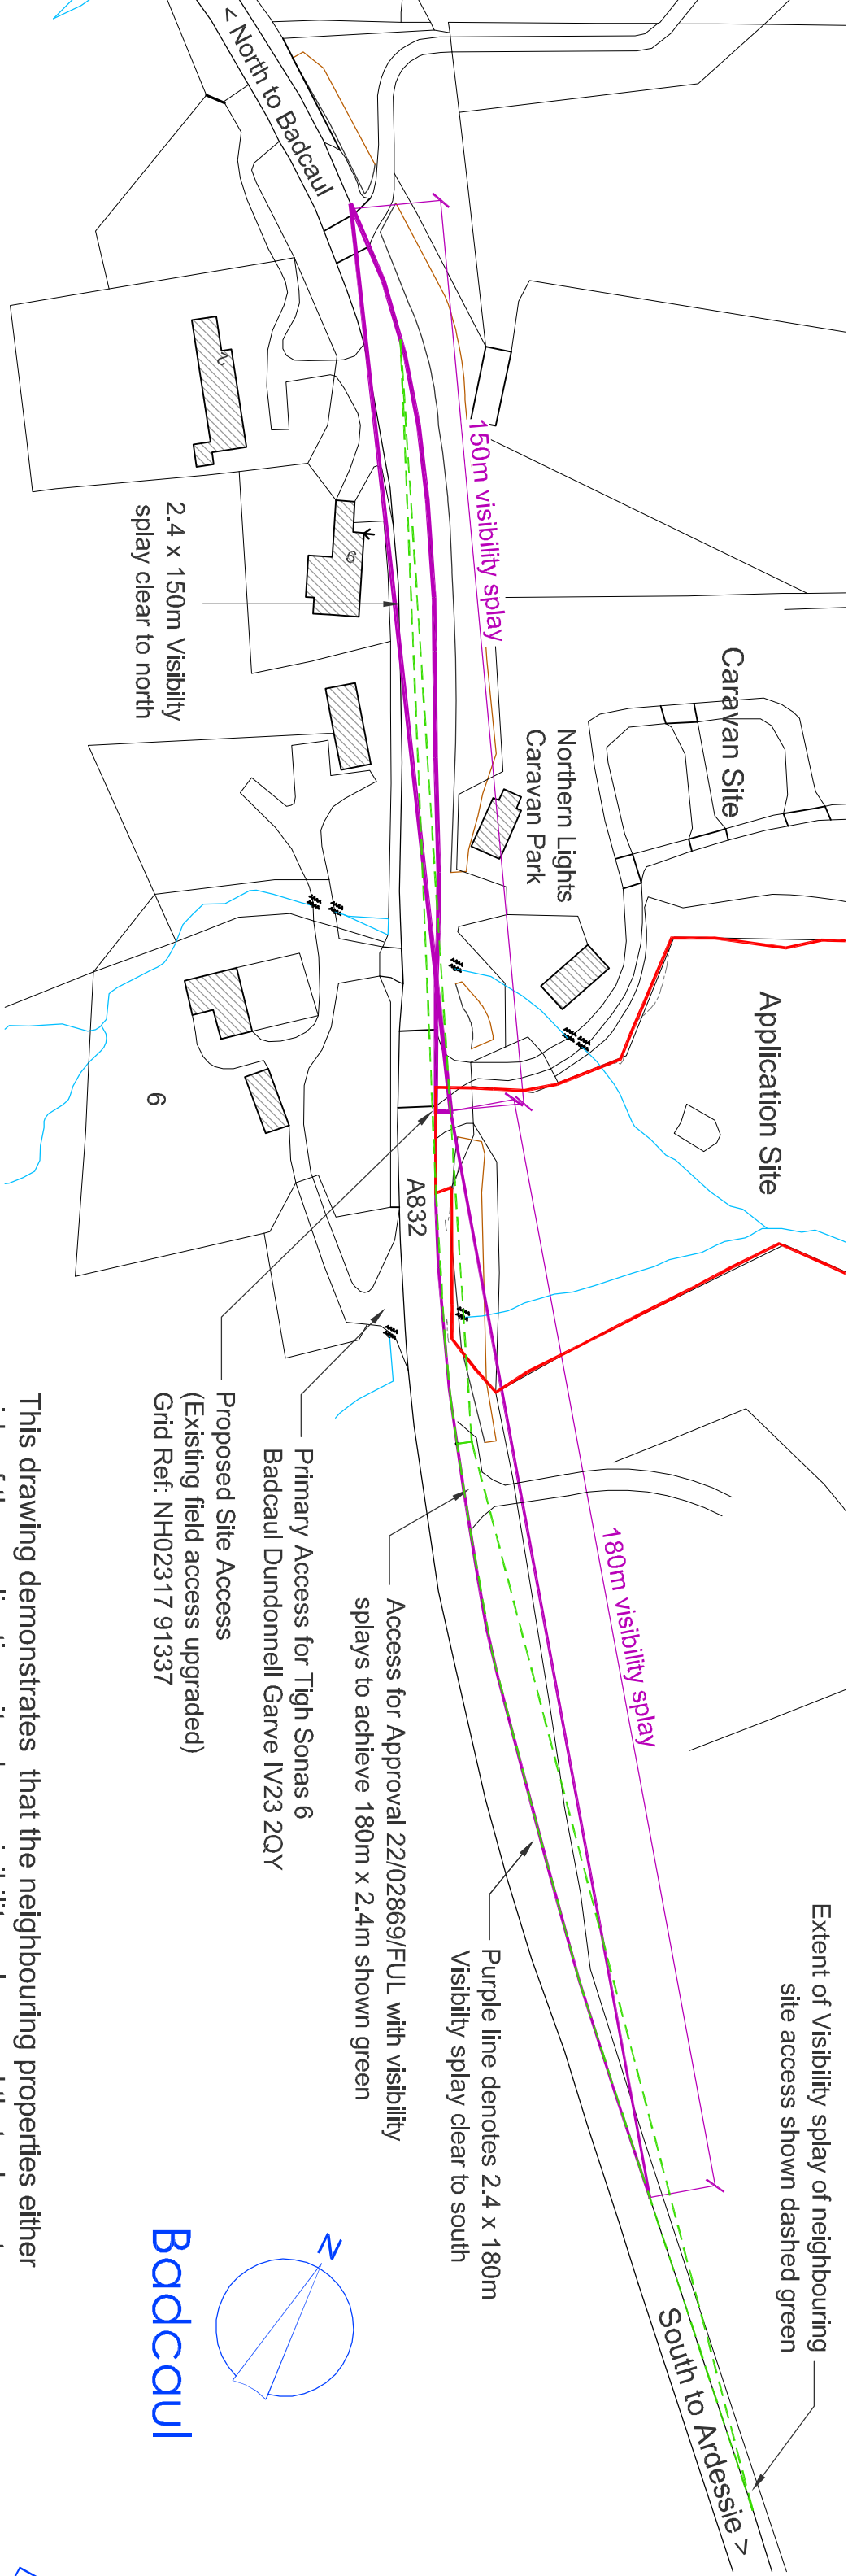 < North to Badcaul
150m visibility splay
2
6
2.4 x 150m Visibilty
splay clear to north
Caravan Site
Northern Lights
Caravan Park
Application Site
6
A832
180m visibility splay
Proposed Site Access
(Existing field access upgraded)
Grid Ref: NH02317 91337
Primary Access for Tigh Sonas 6
Badcaul Dundonnell Garve IV23 2QY
Access for Approval 22/02869/FUL with visibility
splays to achieve 180m x 2.4m shown green
Purple line denotes 2.4 x 180m
Visibilty splay clear to south
Extent of Visibility splay of neighbouring
site access shown dashed green
South to Ardessie >
N
Badcaul
This drawing demonstrates that the neighbouring properties either